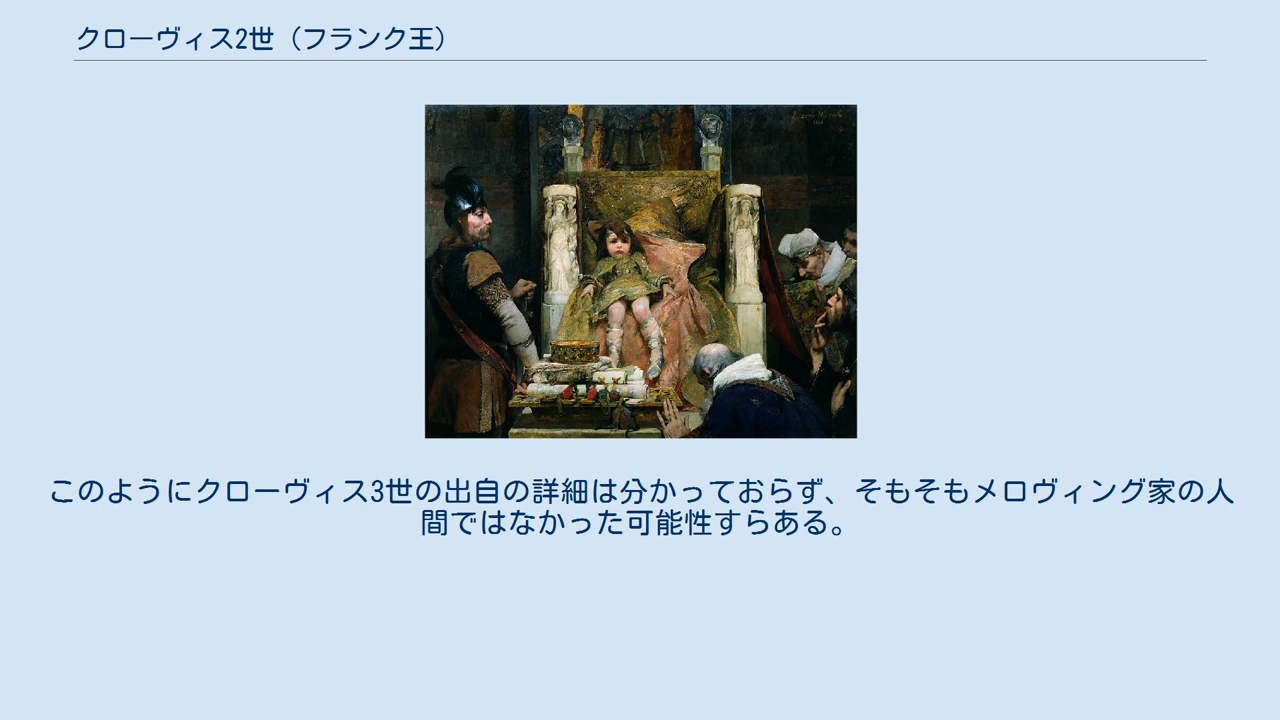 クローヴィス2世（フランク王）
このようにクローヴィス3世の出自の詳細は分かっておらず、そもそもメロヴィング家の人
間ではなかった可能性すらある。